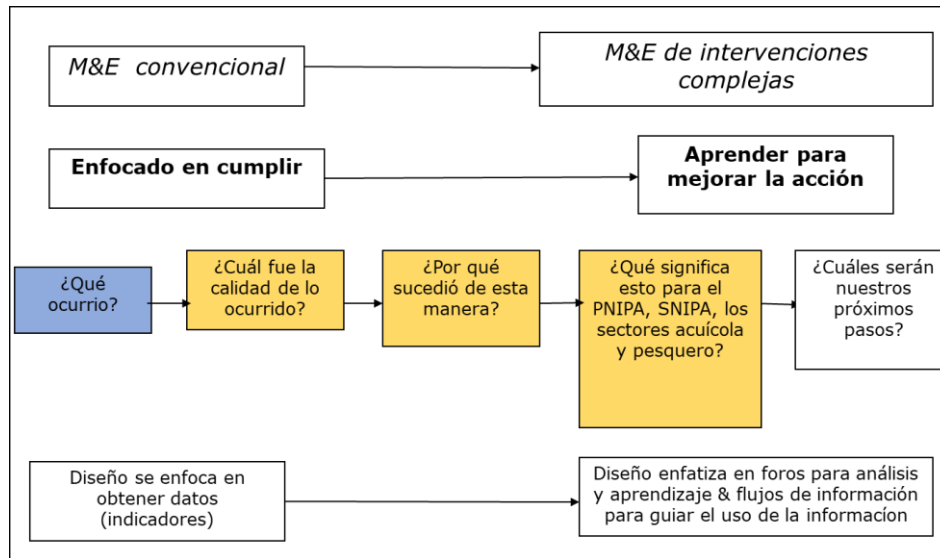 M&E convencional
M&E de intervenciones
complejas
Enfocado en cumplir
Aprender para
mejorar la acción
¿Qué
ocurrio?
¿Cuál fue la
calidad de lo
ocurrido?
¿Por qué
sucedió de esta
manera?
¿Qué significa
esto para el
PNIPA, SNIPA, los
sectores acuícola
y pesquero?
¿Cuáles serán
nuestros
próximos
pasos?
Diseño se enfoca en
obtener datos
(indicadores)
Diseño enfatiza en foros para análisis
y aprendizaje & flujos de información
para guiar el uso de la informacíon